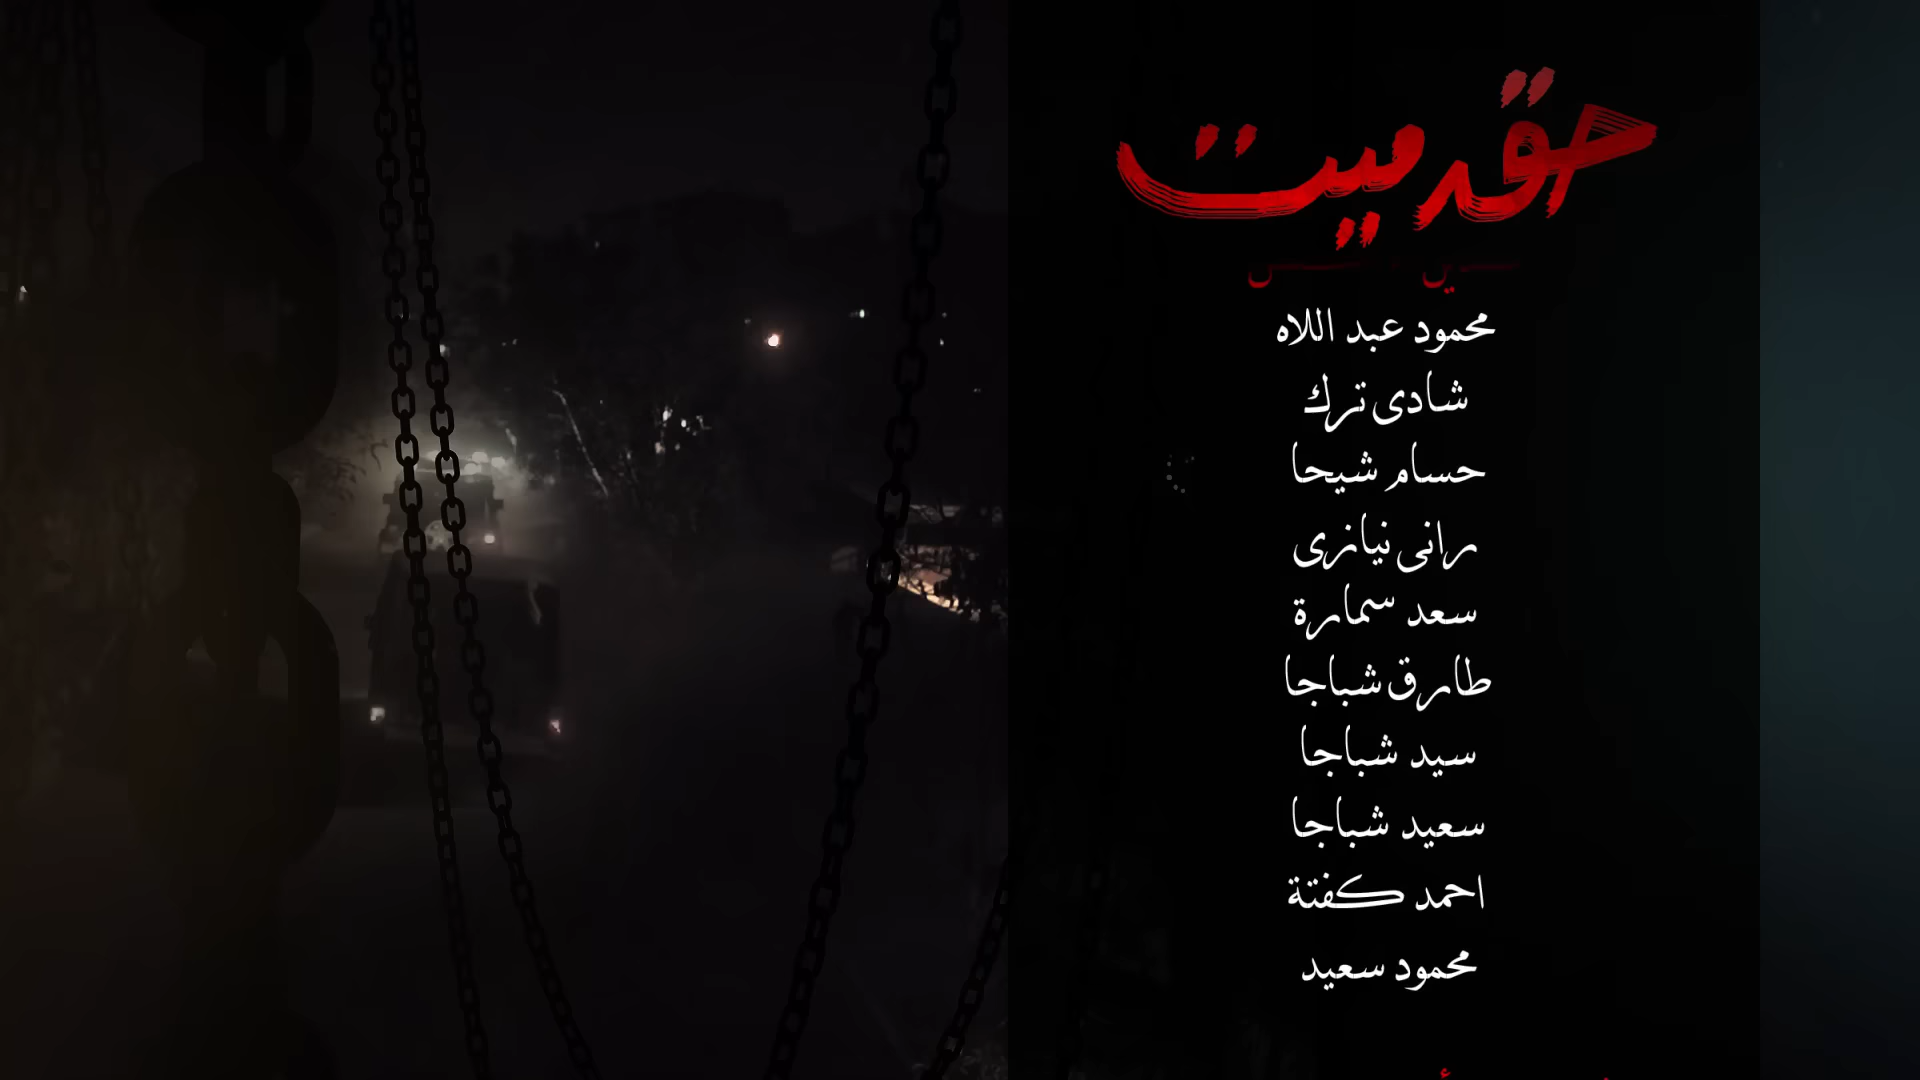 حقد ميت
محمود عبد اللاه
شادى ترك
حسام شيحا
رانى نيازى
سعد سمارة
طارق شباجا
سيد شباجا
سعيد شباجا
احمد كفتة
محمود سعيد